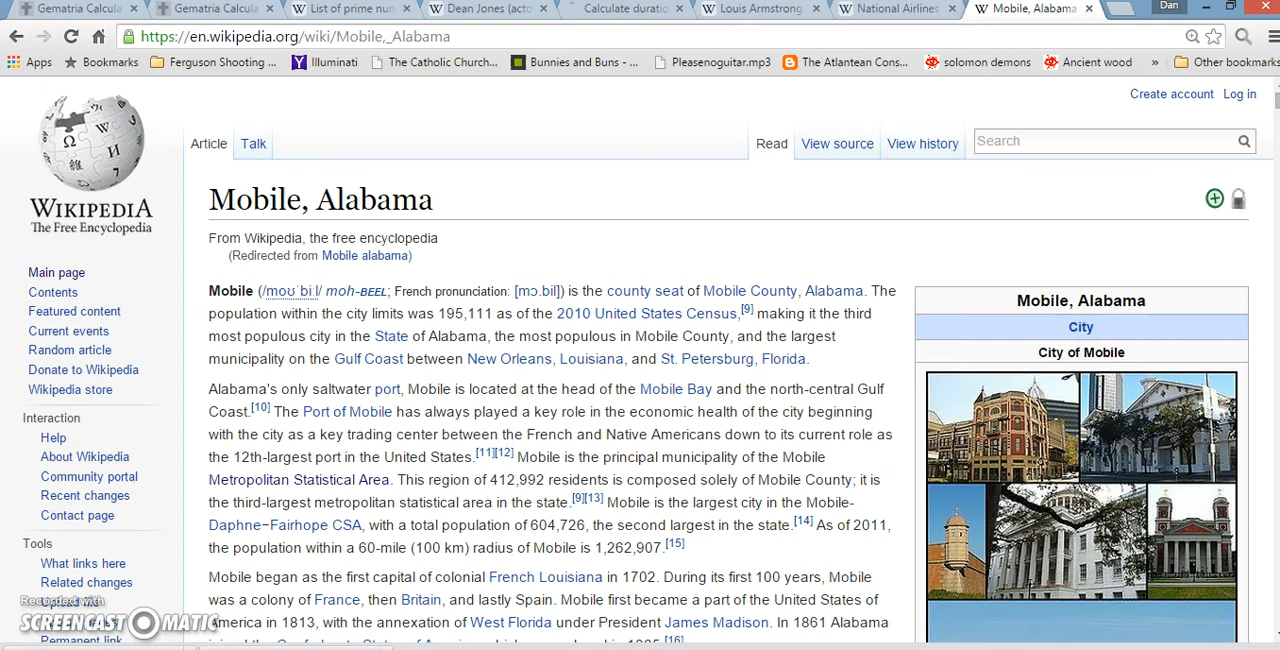 Gematria Calcula
Gematria Calcula
List of prime nun
Dean Jones (acto
Calculate duratio
Louis Armstrong
National Airlines
Mobile, Alabama
Dan
https://en.wikipedia.org/wiki/Mobile,_Alabama
Apps
Bookmarks
Ferguson Shooting ...
Illuminati
The Catholic Church...
Bunnies and Buns - ...
Pleasenoguitar.mp3
The Atlantean Cons...
solomon demons
Ancient wood
»
Other bookmarks
Create account Log in
Article Talk
Read View source View history
Search
WIKIPEDIA
The Free Encyclopedia
Main page
Contents
Featured content
Current events
Random article
Donate to Wikipedia
Wikipedia store
Interaction
Help
About Wikipedia
Community portal
Recent changes
Contact page
Tools
What links here
Related changes
Permanent link
Mobile, Alabama
From Wikipedia, the free encyclopedia
(Redirected from Mobile alabama)
Mobile (/moʊˈbiːl/ moh-BEEL; French pronunciation: [mɔ.bil]) is the county seat of Mobile County, Alabama. The
population within the city limits was 195,111 as of the 2010 United States Census,[9] making it the third
most populous city in the State of Alabama, the most populous in Mobile County, and the largest
municipality on the Gulf Coast between New Orleans, Louisiana, and St. Petersburg, Florida.
Alabama's only saltwater port, Mobile is located at the head of the Mobile Bay and the north-central Gulf
Coast.[10] The Port of Mobile has always played a key role in the economic health of the city beginning
with the city as a key trading center between the French and Native Americans down to its current role as
the 12th-largest port in the United States.[11][12] Mobile is the principal municipality of the Mobile
Metropolitan Statistical Area. This region of 412,992 residents is composed solely of Mobile County; it is
the third-largest metropolitan statistical area in the state.[9][13] Mobile is the largest city in the Mobile-
Daphne–Fairhope CSA, with a total population of 604,726, the second largest in the state.[14] As of 2011,
the population within a 60-mile (100 km) radius of Mobile is 1,262,907.[15]
Mobile began as the first capital of colonial French Louisiana in 1702. During its first 100 years, Mobile
was a colony of France, then Britain, and lastly Spain. Mobile first became a part of the United States of
America in 1813, with the annexation of West Florida under President James Madison. In 1861 Alabama
Mobile, Alabama
City
City of Mobile
Recorded with
SCREENCAST MATIC